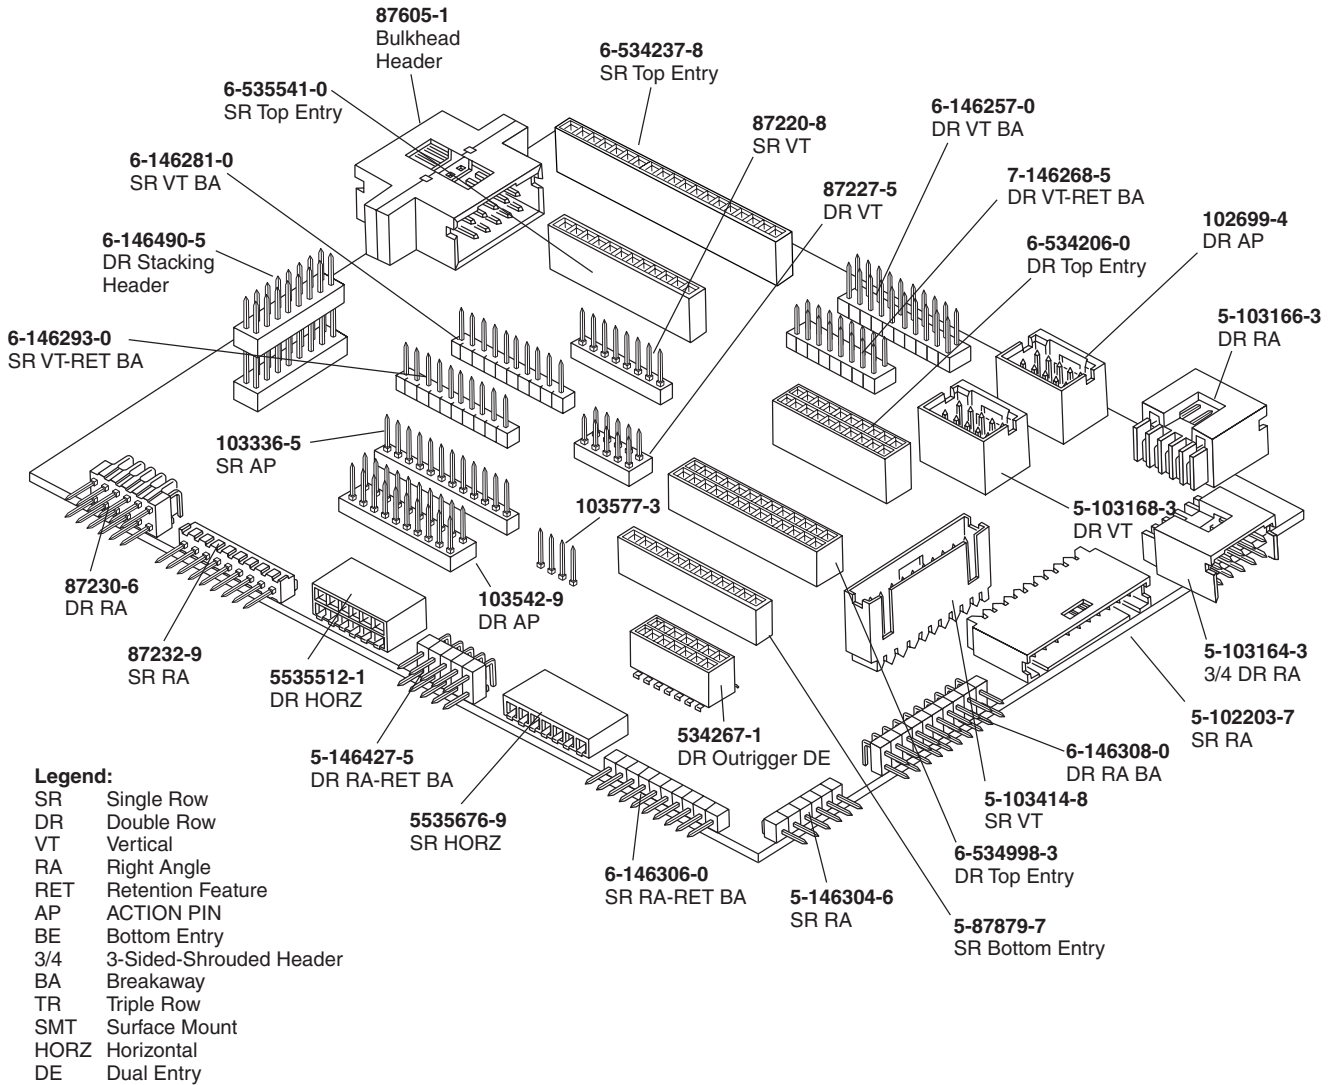 87605-1
Bulkhead
Header
6-534237-8
SR Top Entry
6-535541-0
SR Top Entry
87220-8
SR VT
6-146257-0
DR VT BA
6-146281-0
SR VT BA
87227-5
DR VT
7-146268-5
DR VT-RET BA
102699-4
DR AP
6-146490-5
DR Stacking
Header
6-534206-0
DR Top Entry
5-103166-3
DR RA
6-146293-0
SR VT-RET BA
103336-5
SR AP
103577-3
5-103168-3
DR VT
87230-6
DR RA
103542-9
DR AP
87232-9
SR RA
5535512-1
DR HORZ
5-103164-3
3/4 DR RA
534267-1
DR Outrigger DE
5-102203-7
SR RA
5-146427-5
DR RA-RET BA
6-146308-0
DR RA BA
5535676-9
SR HORZ
5-103414-8
SR VT
6-146306-0
SR RA-RET BA
5-146304-6
SR RA
6-534998-3
DR Top Entry
5-87879-7
SR Bottom Entry
Legend:
SR Single Row
DR Double Row
VT Vertical
RA Right Angle
RET Retention Feature
AP ACTION PIN
BE Bottom Entry
3/4 3-Sided-Shrouded Header
BA Breakaway
TR Triple Row
SMT Surface Mount
HORZ Horizontal
DE Dual Entry